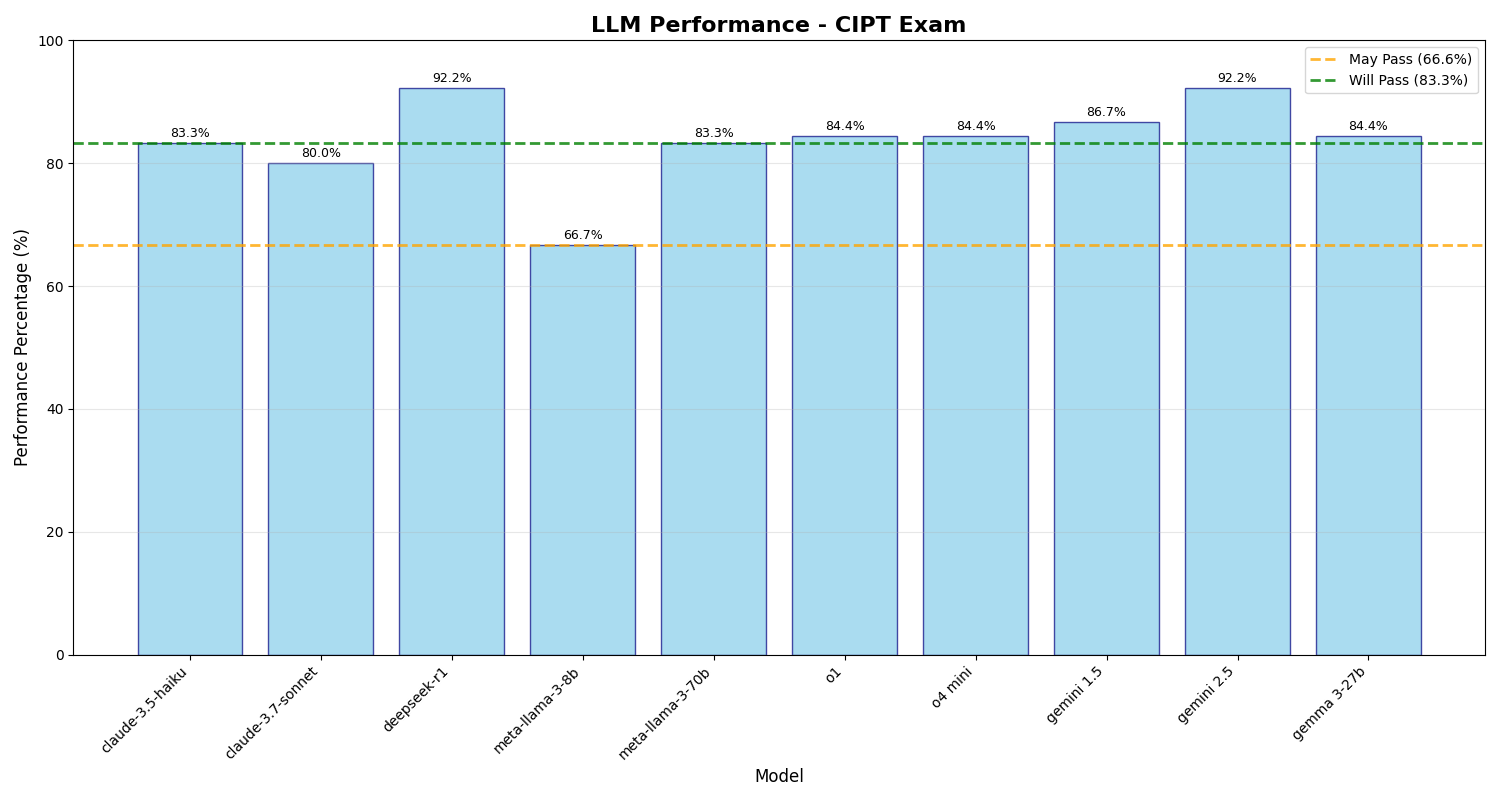 LLM Performance - CIPT Exam
May Pass (66.6%)
Will Pass (83.3%)
Performance Percentage (%)
100
80
60
40
20
0
83.3%
80.0%
92.2%
66.7%
83.3%
84.4%
84.4%
86.7%
92.2%
84.4%
claude-3.5-haiku
claude-3.7-sonnet
deepseek-r1
meta-llama-3-8b
meta-llama-3-70b
o1
o4 mini
gemini 1.5
gemini 2.5
gemma 3-27b
Model